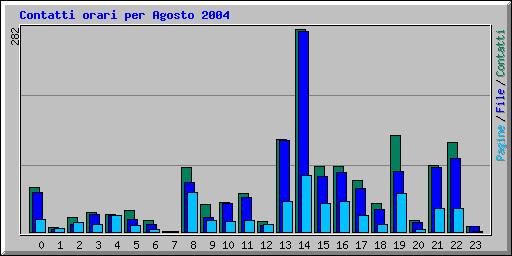 Contatti orari per Agosto 2004
282
Pagine / File / Contatti
0 1 2 3 4 5 6 7 8 9 10 11 12 13 14 15 16 17 18 19 20 21 22 23